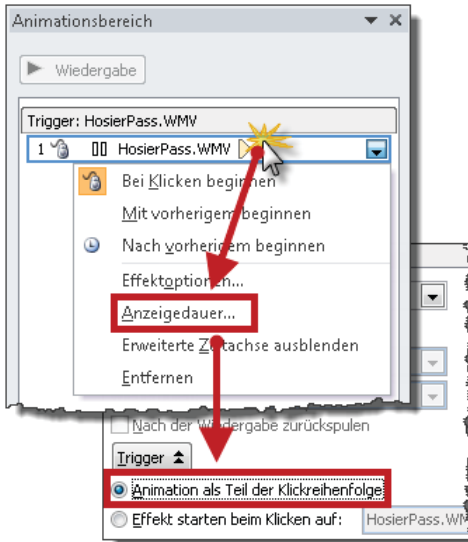 Animationsbereich
Wiedergabe
Trigger: HosierPass.WMV
1 HosierPass.WMV
Bei Klicken beginnen
Mit vorherigem beginnen
Nach vorherigem beginnen
Effektoptionen...
Anzeigedauer...
Erweiterte Zeitachse ausblenden
Entfernen
Nach der Wiedergabe zurückspulen
Trigger
Animation als Teil der Klickreihenfolge
Effekt starten beim Klicken auf: HosierPass.WM